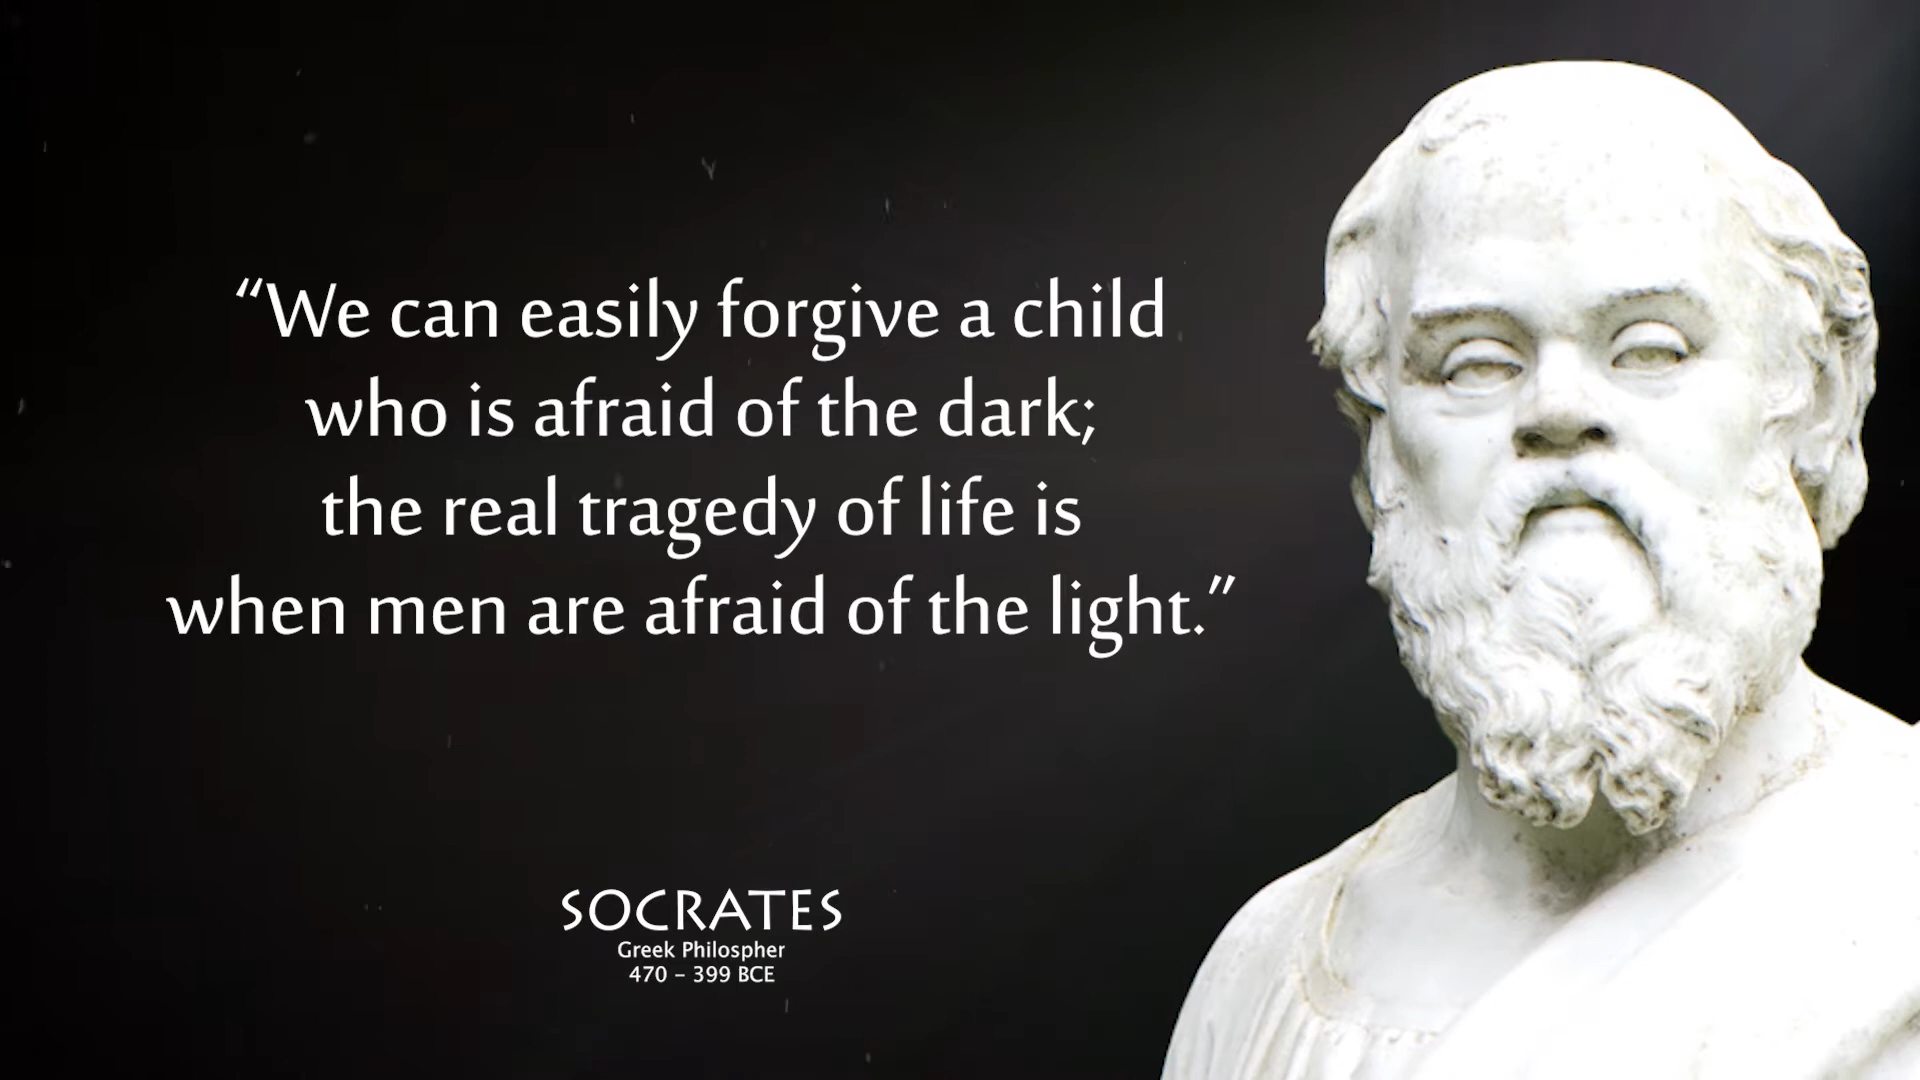 “We can easily forgive a child
who is afraid of the dark;
the real tragedy of life is
when men are afraid of the light.”
SOCRATES
Greek Philospher
470 – 399 BCE